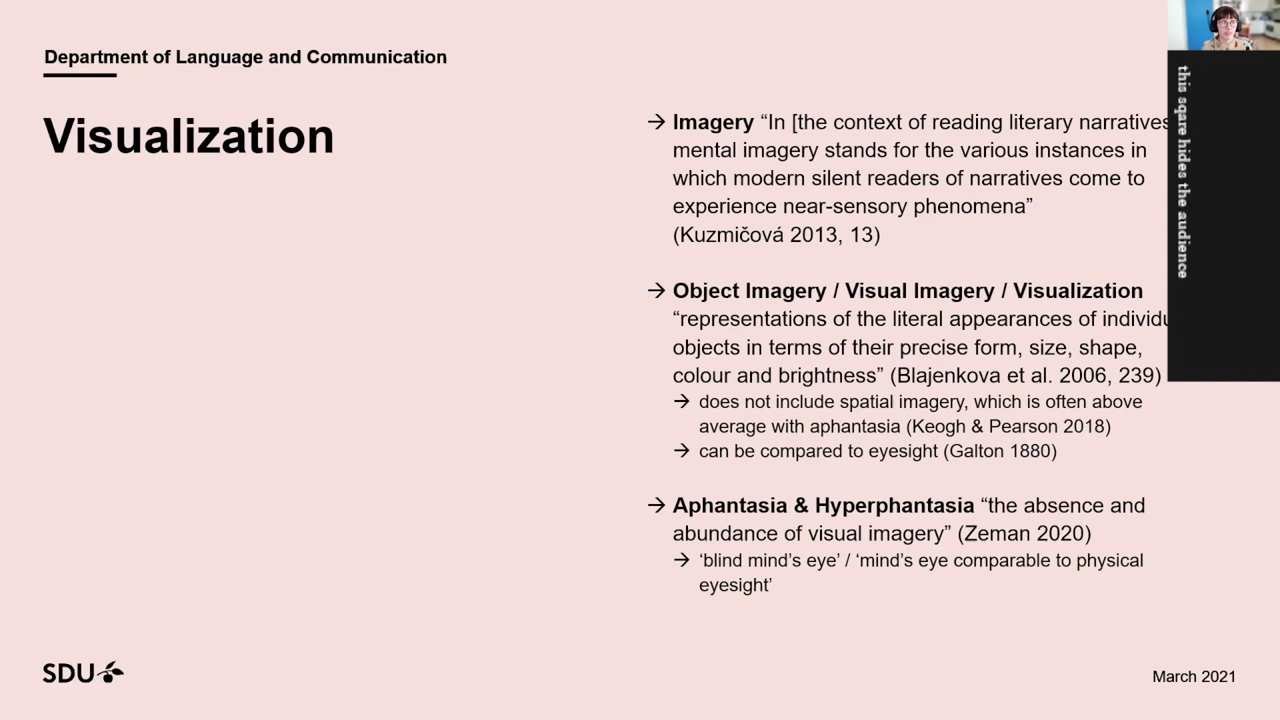 Department of Language and Communication
Visualization
→ Imagery “In [the context of reading literary narratives
mental imagery stands for the various instances in
which modern silent readers of narratives come to
experience near-sensory phenomena”
(Kuzmičová 2013, 13)
→ Object Imagery / Visual Imagery / Visualization
“representations of the literal appearances of
objects in terms of their precise form, size, shape,
colour and brightness” (Blajenkova et al. 2006, 239)
→ does not include spatial imagery, which is often above
average with aphantasia (Keogh & Pearson 2018)
→ can be compared to eyesight (Galton 1880)
→ Aphantasia & Hyperphantasia “the absence and
abundance of visual imagery” (Zeman 2020)
→ ‘blind mind’s eye’ / ‘mind’s eye comparable to physical
eyesight’
this sqare hides the audience
SDU
March 2021